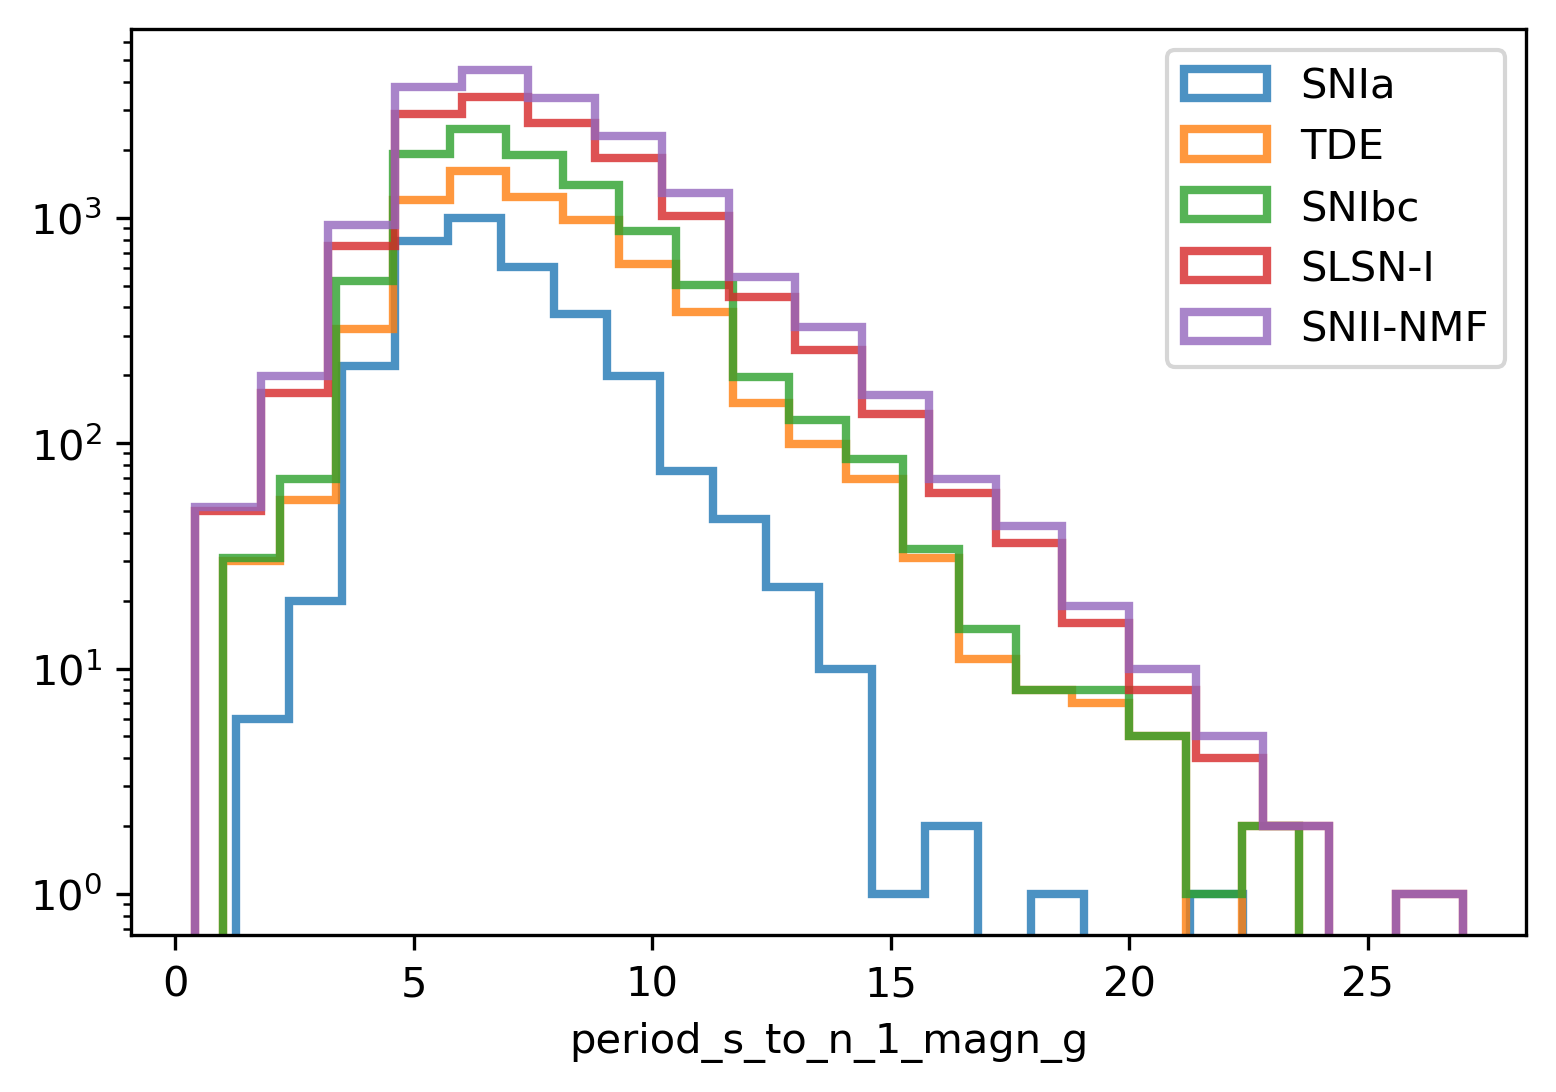 SNIa
TDE
SNIbc
SLSN-I
SNII-NMF
10³
10²
10¹
10⁰
0 5 10 15 20 25
period_s_to_n_1_magn_g